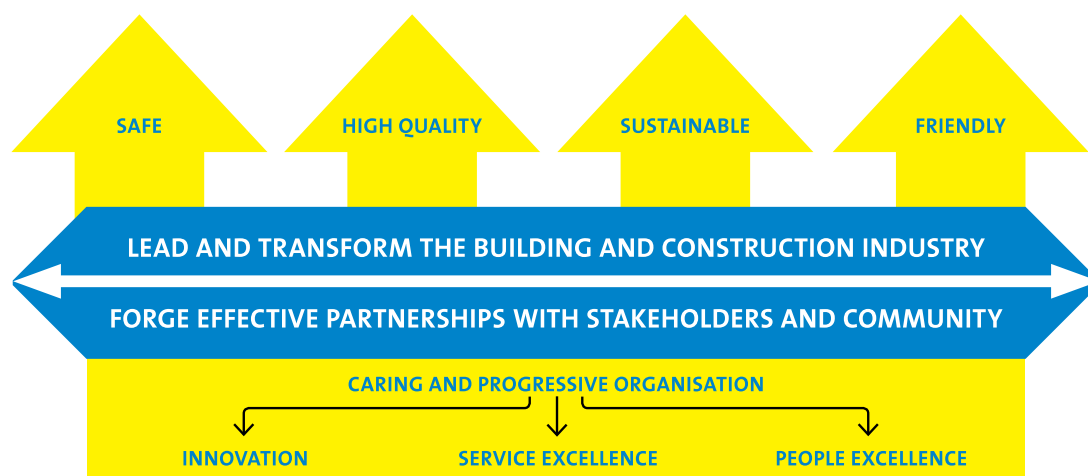 SAFE
HIGH QUALITY
SUSTAINABLE
FRIENDLY
LEAD AND TRANSFORM THE BUILDING AND CONSTRUCTION INDUSTRY
FORGE EFFECTIVE PARTNERSHIPS WITH STAKEHOLDERS AND COMMUNITY
CARING AND PROGRESSIVE ORGANISATION
INNOVATION
SERVICE EXCELLENCE
PEOPLE EXCELLENCE